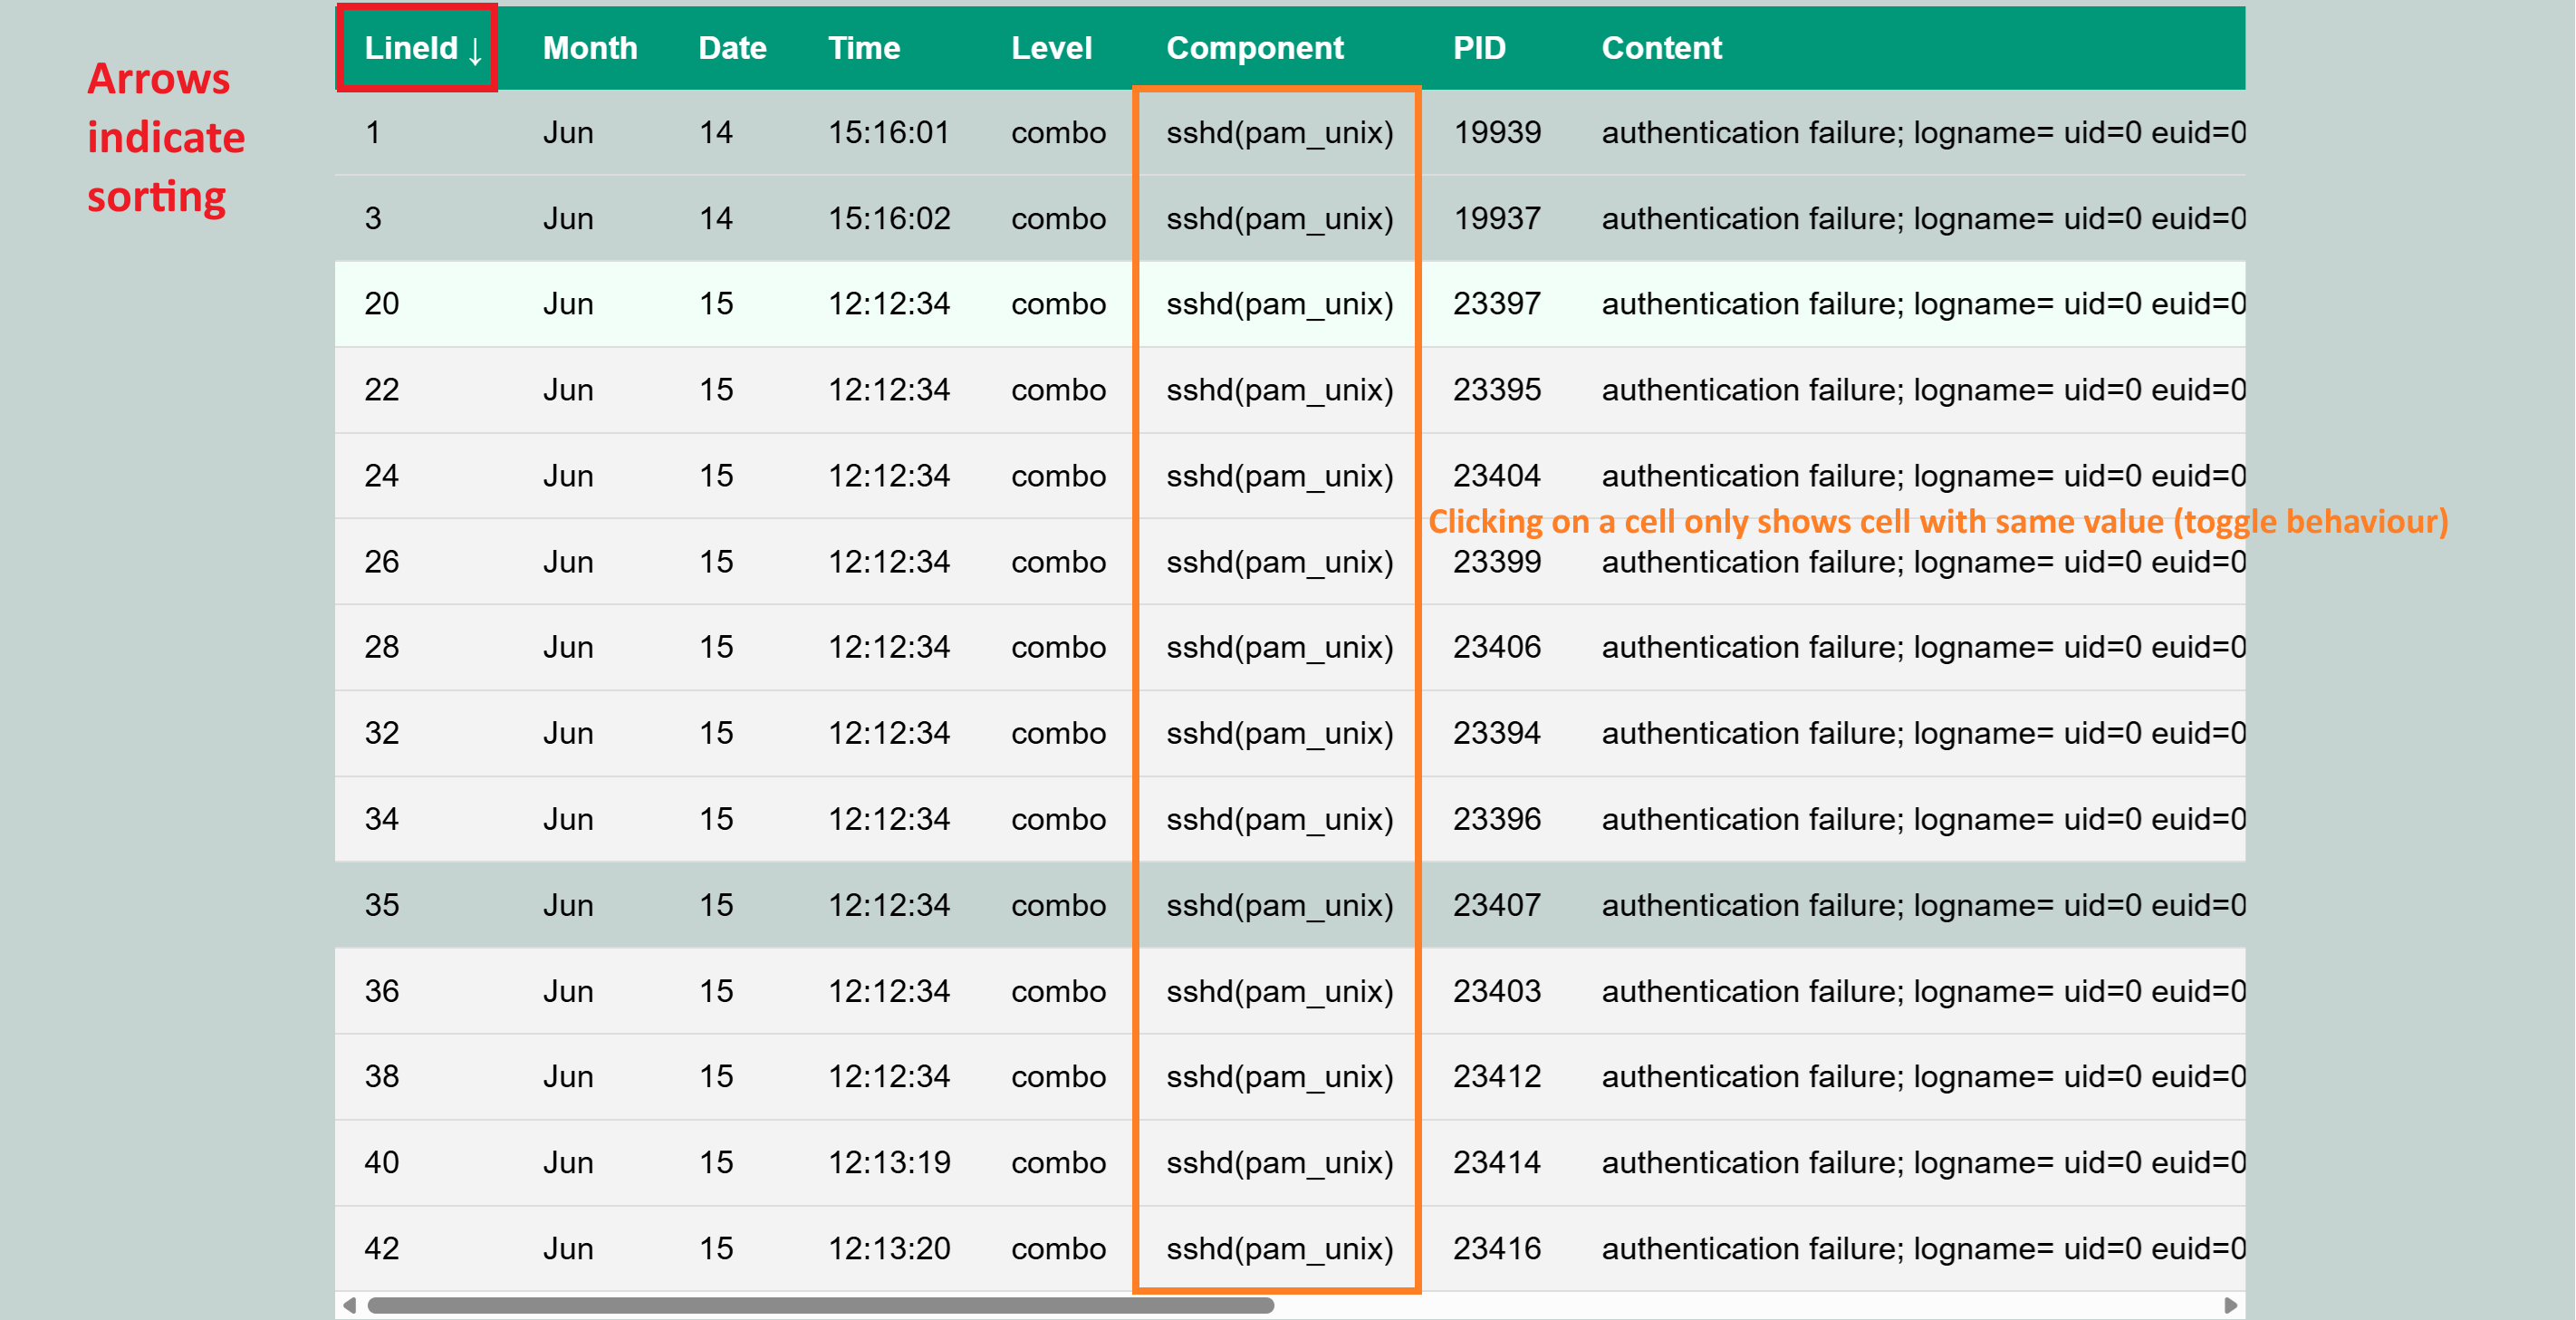 Arrows
indicate
sorting
LineId ↓ Month Date Time Level Component PID Content
1 Jun 14 15:16:01 combo sshd(pam_unix) 19939 authentication failure; logname= uid=0 euid=0
3 Jun 14 15:16:02 combo sshd(pam_unix) 19937 authentication failure; logname= uid=0 euid=0
20 Jun 15 12:12:34 combo sshd(pam_unix) 23397 authentication failure; logname= uid=0 euid=0
22 Jun 15 12:12:34 combo sshd(pam_unix) 23395 authentication failure; logname= uid=0 euid=0
24 Jun 15 12:12:34 combo sshd(pam_unix) 23404 authentication failure; logname= uid=0 euid=0
Clicking on a cell only shows cell with same value (toggle behaviour)
26 Jun 15 12:12:34 combo sshd(pam_unix) 23399 authentication failure; logname= uid=0 euid=0
28 Jun 15 12:12:34 combo sshd(pam_unix) 23406 authentication failure; logname= uid=0 euid=0
32 Jun 15 12:12:34 combo sshd(pam_unix) 23394 authentication failure; logname= uid=0 euid=0
34 Jun 15 12:12:34 combo sshd(pam_unix) 23396 authentication failure; logname= uid=0 euid=0
35 Jun 15 12:12:34 combo sshd(pam_unix) 23407 authentication failure; logname= uid=0 euid=0
36 Jun 15 12:12:34 combo sshd(pam_unix) 23403 authentication failure; logname= uid=0 euid=0
38 Jun 15 12:12:34 combo sshd(pam_unix) 23412 authentication failure; logname= uid=0 euid=0
40 Jun 15 12:13:19 combo sshd(pam_unix) 23414 authentication failure; logname= uid=0 euid=0
42 Jun 15 12:13:20 combo sshd(pam_unix) 23416 authentication failure; logname= uid=0 euid=0